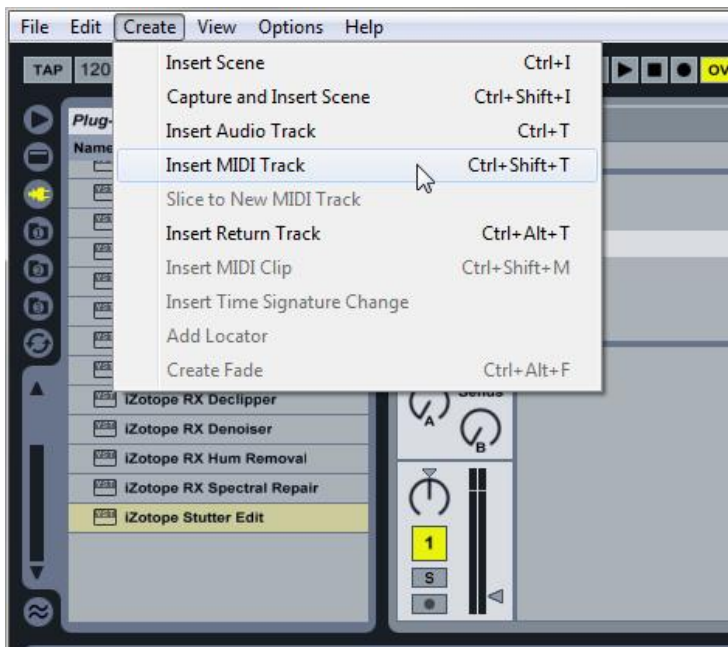 File Edit Create View Options Help
TAP 120
Insert Scene Ctrl+I
Capture and Insert Scene Ctrl+Shift+I
Insert Audio Track Ctrl+T
Insert MIDI Track Ctrl+Shift+T
Slice to New MIDI Track
Insert Return Track Ctrl+Alt+T
Insert MIDI Clip Ctrl+Shift+M
Insert Time Signature Change
Add Locator
Create Fade Ctrl+Alt+F
OV
Plug-
Name
iZotope RX Declipper
iZotope RX Denoiser
iZotope RX Hum Removal
iZotope RX Spectral Repair
iZotope Stutter Edit
Sends
A
B
1
S